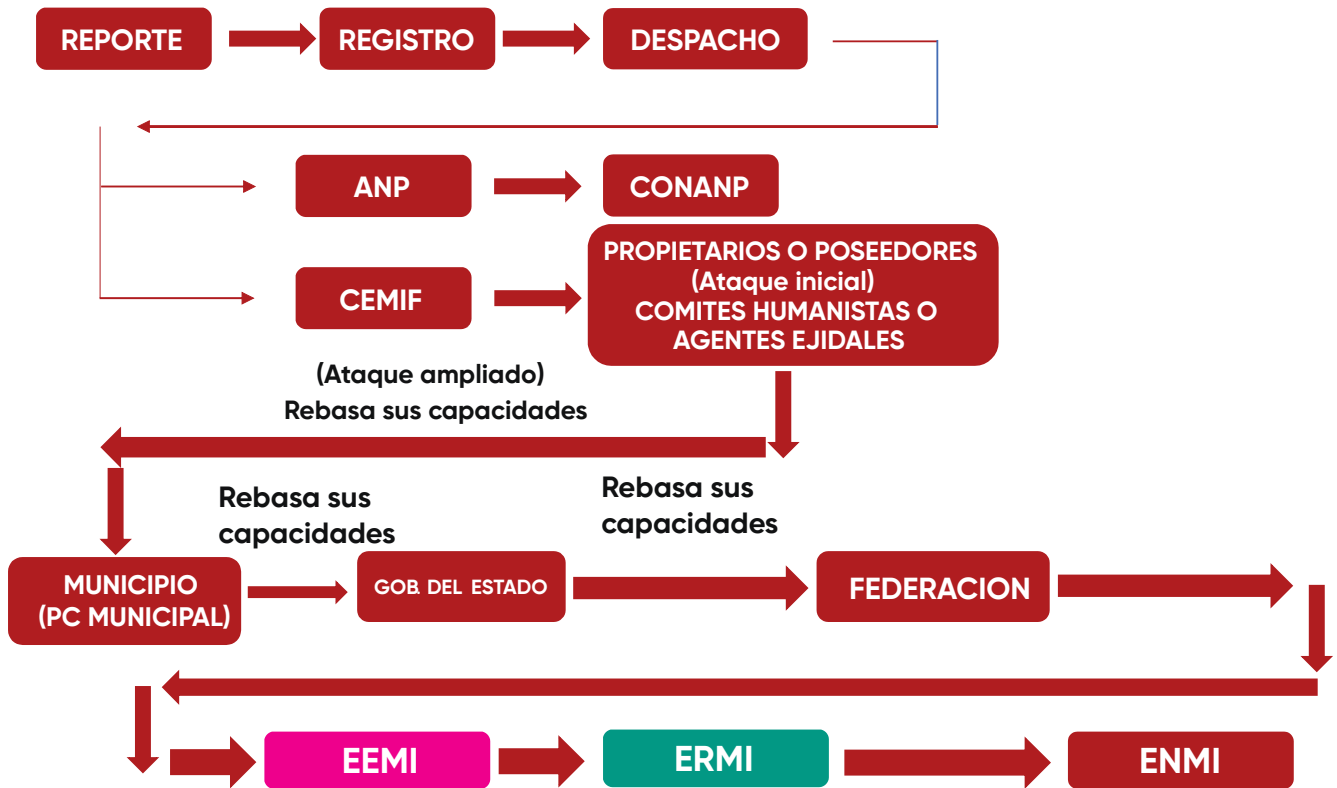 REPORTE
REGISTRO
DESPACHO
ANP
CONANP
CEMIF
PROPIETARIOS O POSEEDORES
(Ataque inicial)
COMITES HUMANISTAS O
AGENTES EJIDALES
(Ataque ampliado)
Rebasa sus capacidades
Rebasa sus
capacidades
Rebasa sus
capacidades
MUNICIPIO
(PC MUNICIPAL)
GOB. DEL ESTADO
FEDERACION
EEMI
ERMI
ENMI